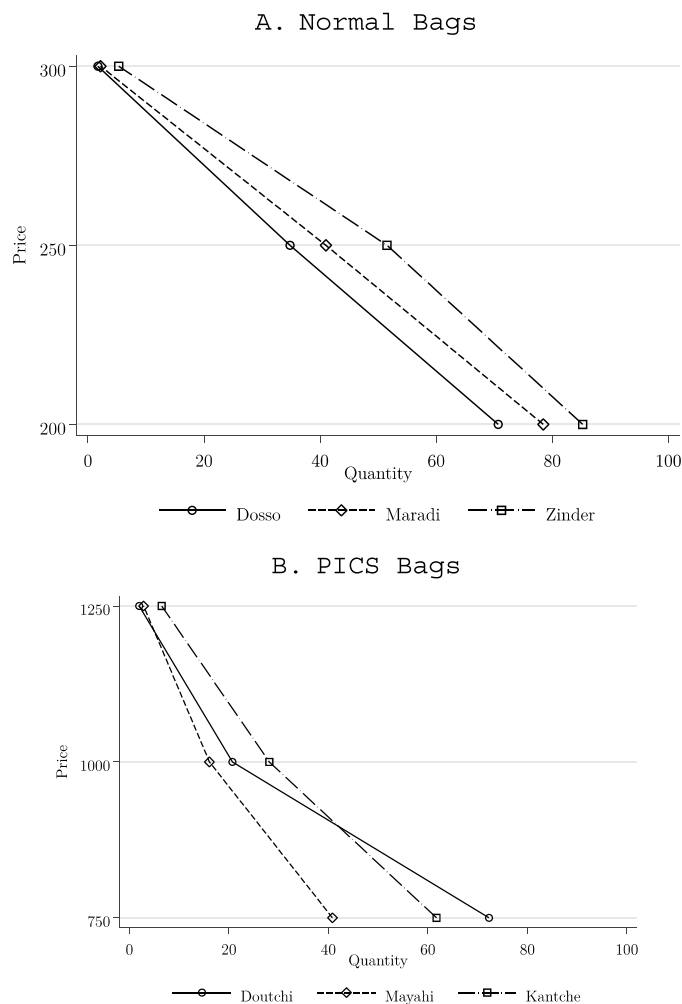 A. Normal Bags
300
250
200
Price
0 20 40 60 80 100
Quantity
Dosso Maradi Zinder
B. PICS Bags
1250
1000
750
Price
0 20 40 60 80 100
Quantity
Doutchi Mayahi Kantche